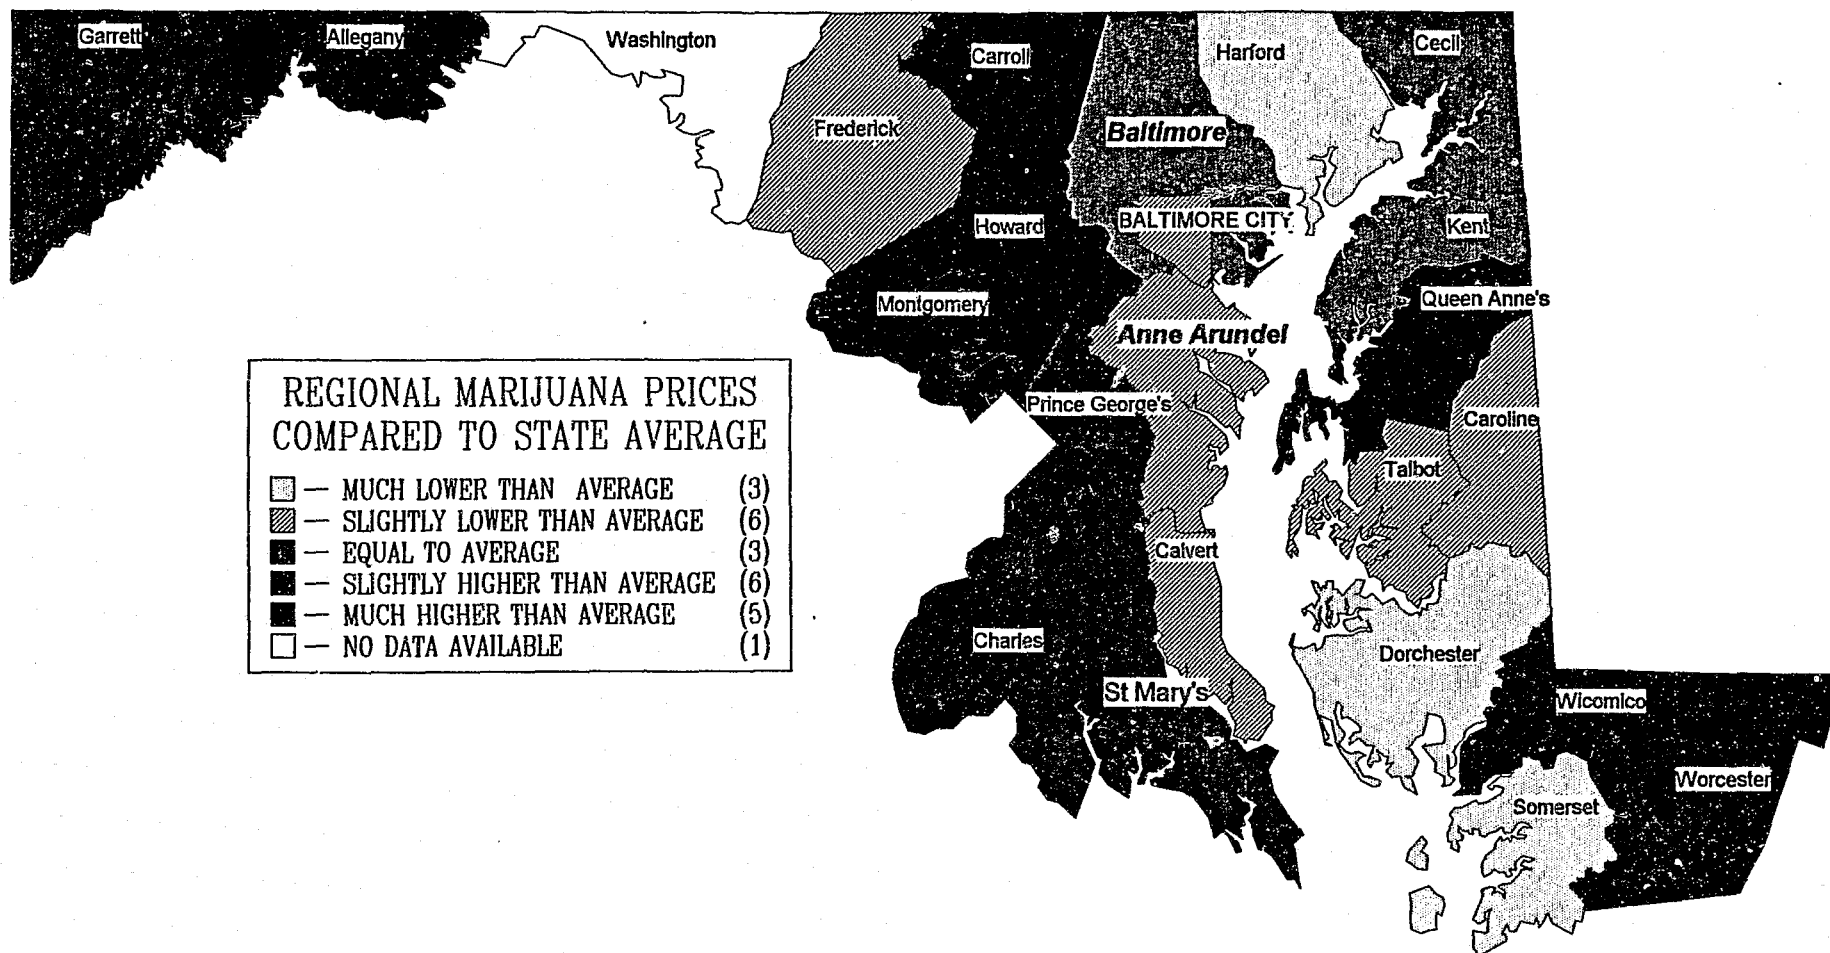 Garrett
Allegany
Washington
Frederick
Carroll
Baltimore
Harford
Cecil
BALTIMORE CITY
Howard
Kent
Montgomery
Queen Anne's
Anne Arundel
Prince George's
Caroline
Talbot
Calvert
Charles
St Mary's
Dorchester
Wicomico
Worcester
Somerset
REGIONAL MARIJUANA PRICES
COMPARED TO STATE AVERAGE
— MUCH LOWER THAN AVERAGE (3)
— SLIGHTLY LOWER THAN AVERAGE (6)
— EQUAL TO AVERAGE (3)
— SLIGHTLY HIGHER THAN AVERAGE (6)
— MUCH HIGHER THAN AVERAGE (5)
— NO DATA AVAILABLE (1)